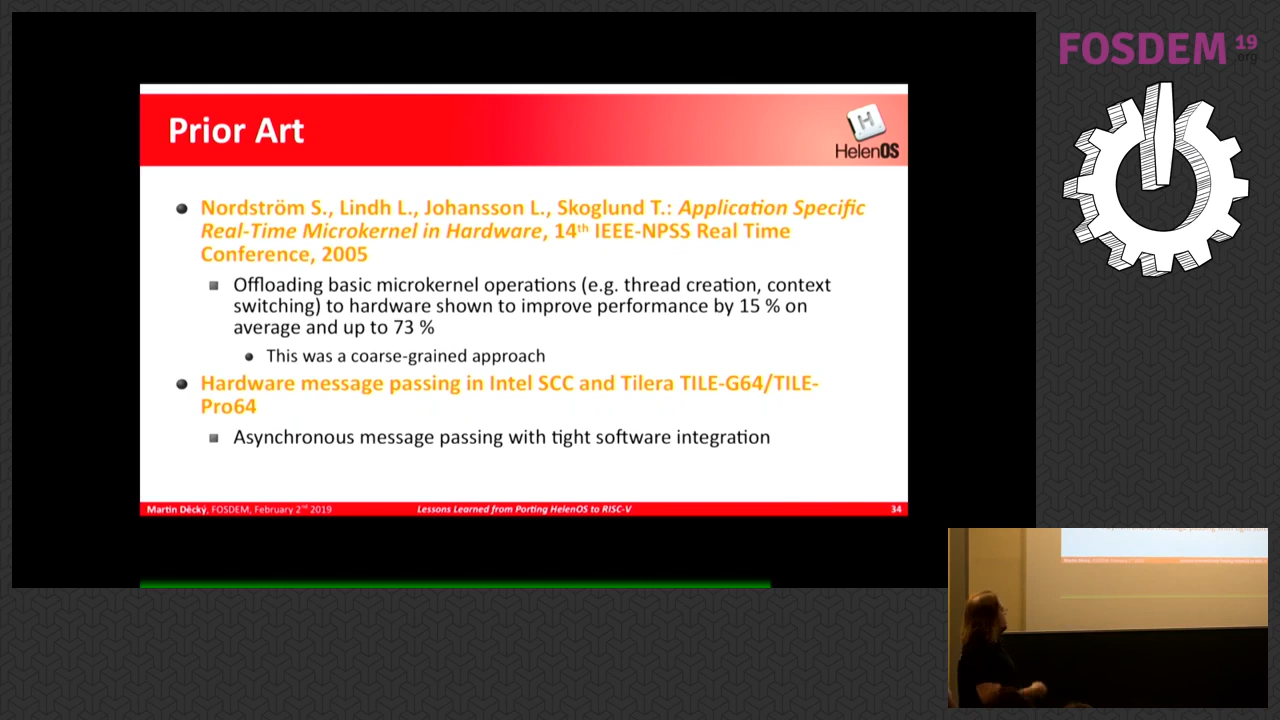 FOSDEM 19
.org
Prior Art
HelenOS
Nordström S., Lindh L., Johansson L., Skoglund T.: Application Specific
Real-Time Microkernel in Hardware, 14th IEEE-NPSS Real Time
Conference, 2005
Offloading basic microkernel operations (e.g. thread creation, context
switching) to hardware shown to improve performance by 15 % on
average and up to 73 %
This was a coarse-grained approach
Hardware message passing in Intel SCC and Tilera TILE-G64/TILE-
Pro64
Asynchronous message passing with tight software integration
Martin Děcký, FOSDEM, February 2nd 2019
Lessons Learned from Porting HelenOS to RISC-V
34